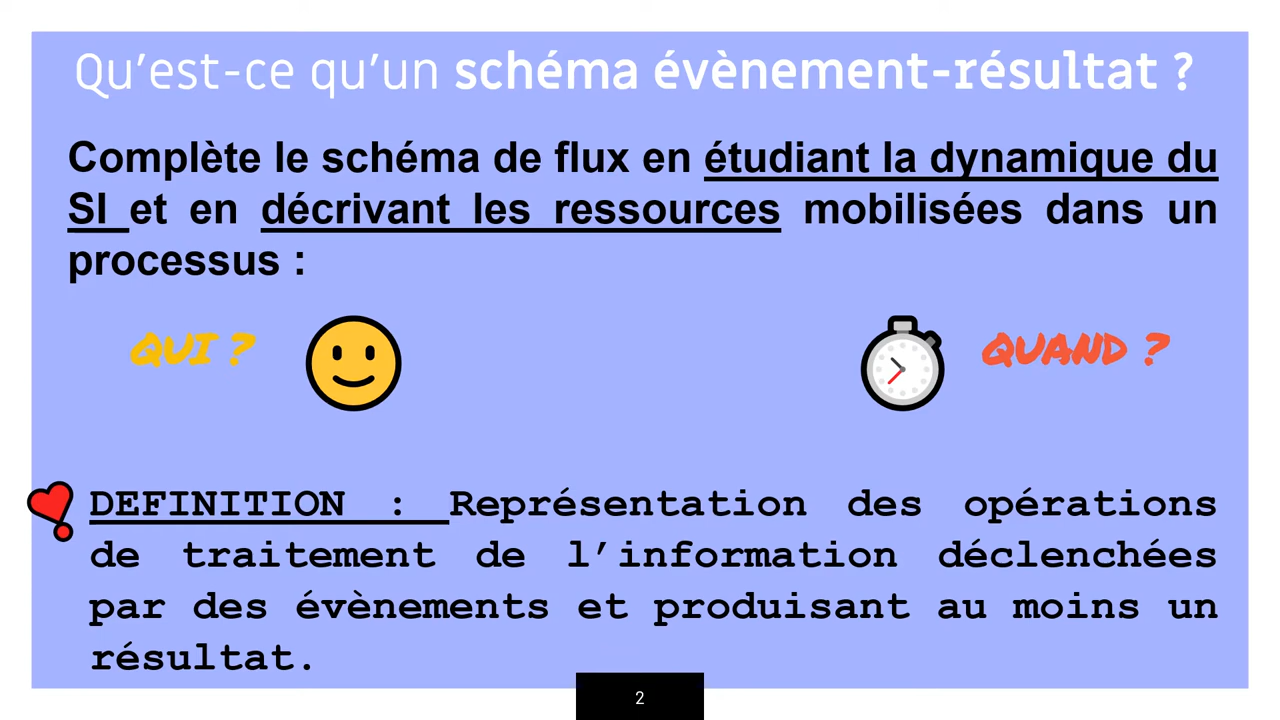 Qu’est-ce qu’un schéma évènement-résultat ?
Complète le schéma de flux en étudiant la dynamique du
SI et en décrivant les ressources mobilisées dans un
processus :
QUI ?
QUAND ?
DEFINITION : Représentation des opérations
de traitement de l’information déclenchées
par des évènements et produisant au moins un
résultat.
2